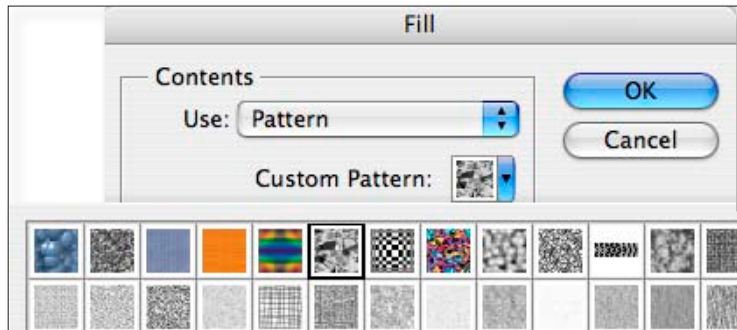 Fill
Contents
OK
Use: Pattern
Cancel
Custom Pattern: